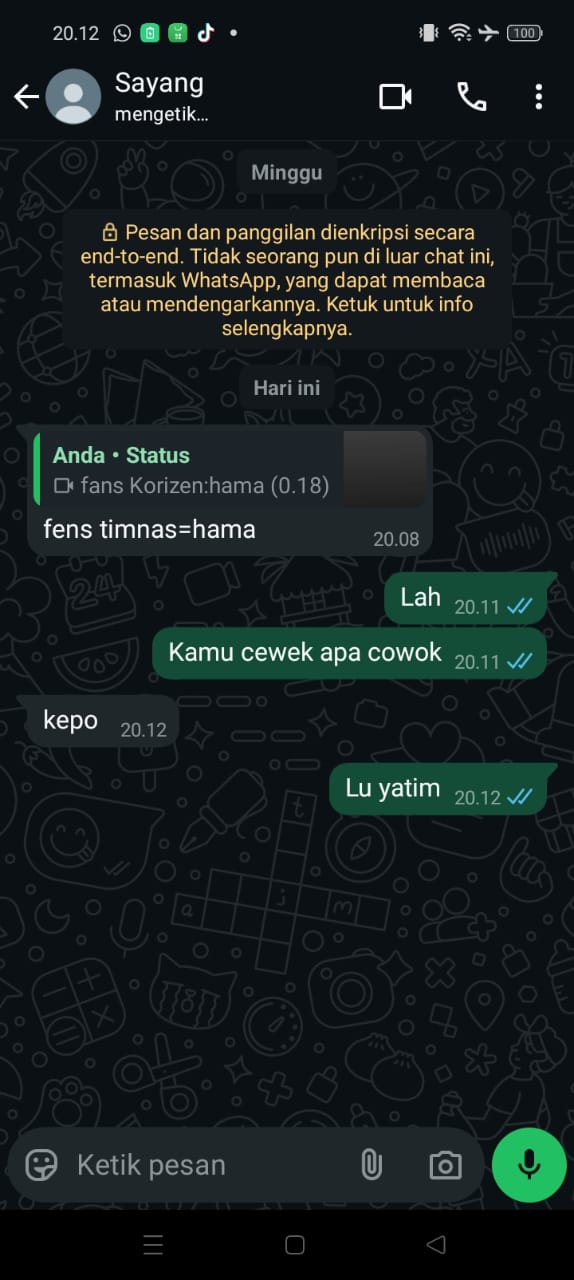 20.12
100
Sayang
mengetik...
Minggu
Pesan dan panggilan dienkripsi secara
end-to-end. Tidak seorang pun di luar chat ini,
termasuk WhatsApp, yang dapat membaca
atau mendengarkannya. Ketuk untuk info
selengkapnya.
Hari ini
Anda • Status
fans Korizen:hama (0.18)
fens timnas=hama
20.08
Lah 20.11
Kamu cewek apa cowok 20.11
kepo 20.12
Lu yatim 20.12
Ketik pesan